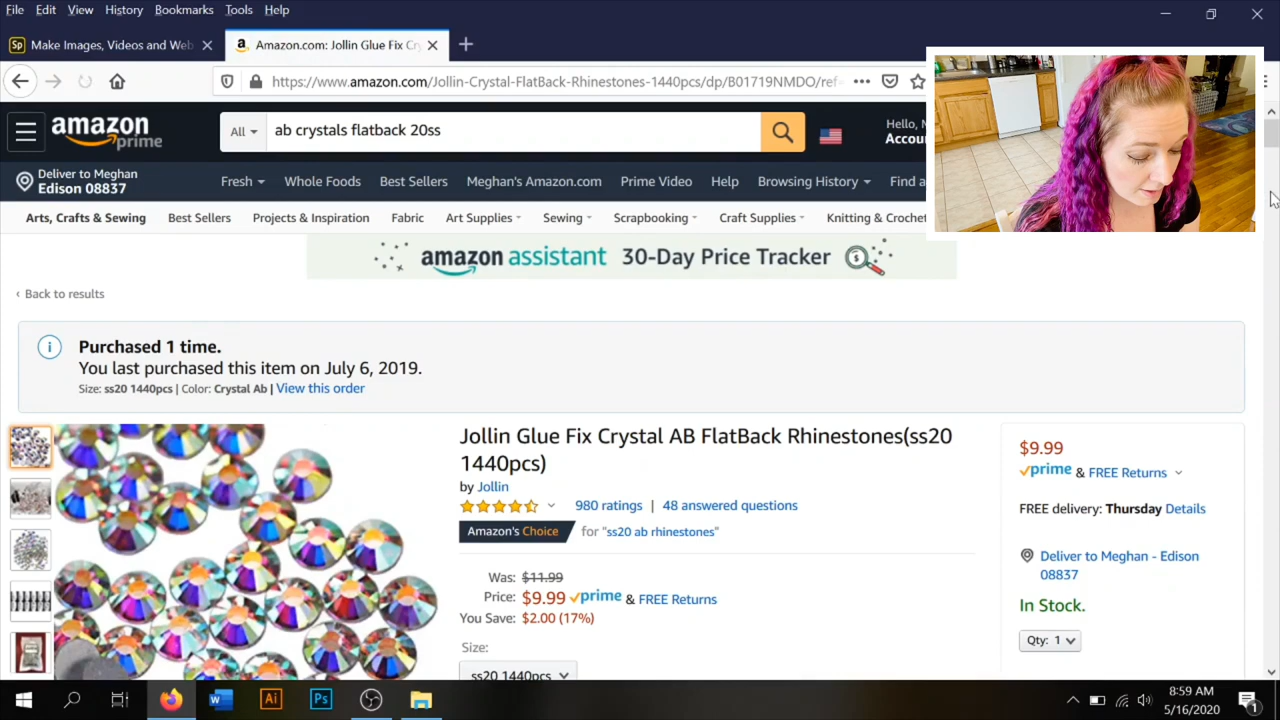 File Edit View History Bookmarks Tools Help
Sp Make Images, Videos and Web
a Amazon.com: Jollin Glue Fix Cr
https://www.amazon.com/Jollin-Crystal-FlatBack-Rhinestones-1440pcs/dp/B01719NMDO/ref
amazon prime
All ab crystals flatback 20ss
Hello,
Accou
Deliver to Meghan
Edison 08837
Fresh Whole Foods Best Sellers Meghan's Amazon.com Prime Video Help Browsing History Find a
Arts, Crafts & Sewing Best Sellers Projects & Inspiration Fabric Art Supplies Sewing Scrapbooking Craft Supplies Knitting & Crochet
amazon assistant 30-Day Price Tracker
‹ Back to results
Purchased 1 time.
You last purchased this item on July 6, 2019.
Size: ss20 1440pcs | Color: Crystal Ab | View this order
Jollin Glue Fix Crystal AB FlatBack Rhinestones(ss20
1440pcs)
by Jollin
980 ratings | 48 answered questions
Amazon's Choice for "ss20 ab rhinestones"
Was: $11.99
Price: $9.99 prime & FREE Returns
You Save: $2.00 (17%)
Size:
ss20 1440pcs
$9.99
prime & FREE Returns
FREE delivery: Thursday Details
Deliver to Meghan - Edison
08837
In Stock.
Qty: 1
W Ai Ps
8:59 AM
5/16/2020
1